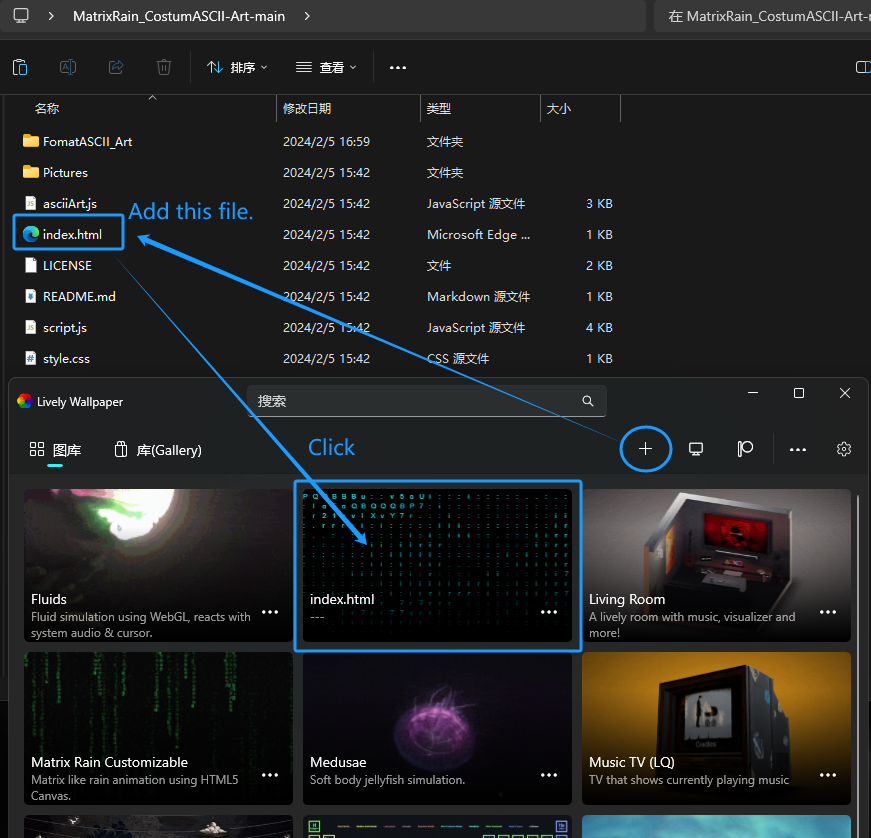 MatrixRain_CostumASCII-Art-main
在 MatrixRain_CostumASCII-Art-
排序
查看
名称 修改日期 类型 大小
FomatASCII_Art 2024/2/5 16:59 文件夹
Pictures 2024/2/5 15:42 文件夹
asciiArt.js 2024/2/5 15:42 JavaScript 源文件 3 KB
Add this file.
index.html 2024/2/5 15:42 Microsoft Edge ... 1 KB
LICENSE 2024/2/5 15:42 文件 2 KB
README.md 2024/2/5 15:42 Markdown 源文件 1 KB
script.js 2024/2/5 15:42 JavaScript 源文件 4 KB
style.css 2024/2/5 15:42 CSS 源文件 1 KB
Lively Wallpaper
搜索
图库
库(Gallery)
Click
Fluids
Fluid simulation using WebGL, reacts with
system audio & cursor.
index.html
---
Living Room
A lively room with music, visualizer and
more!
Matrix Rain Customizable
Matrix like rain animation using HTML5
Canvas.
Medusae
Soft body jellyfish simulation.
Music TV (LQ)
TV that shows currently playing music